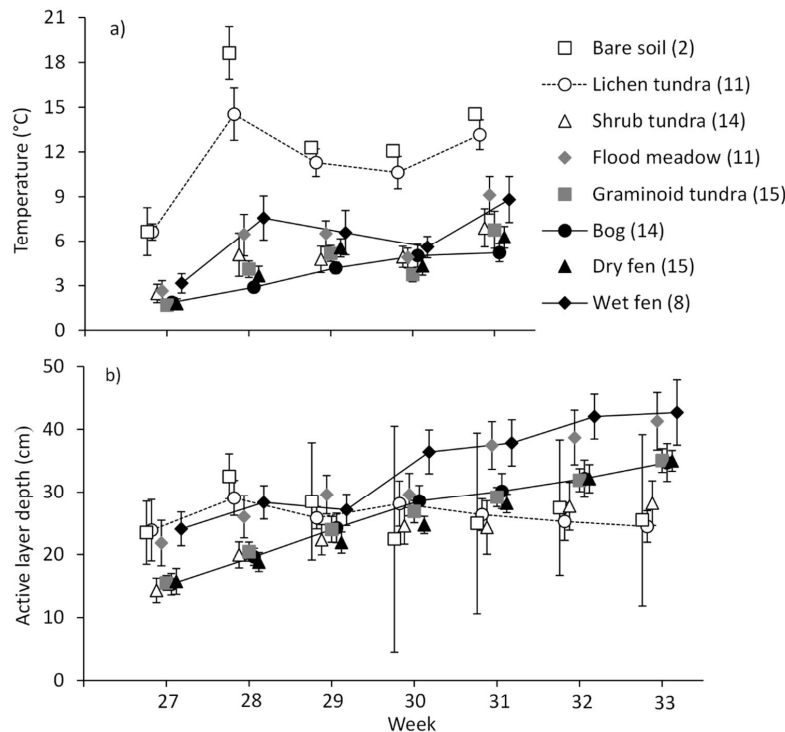 a)
21
18
15
12
9
6
3
0
Temperature (°C)
Bare soil (2)
Lichen tundra (11)
Shrub tundra (14)
Flood meadow (11)
Graminoid tundra (15)
Bog (14)
Dry fen (15)
Wet fen (8)
b)
50
40
30
20
10
0
Active layer depth (cm)
27 28 29 30 31 32 33
Week